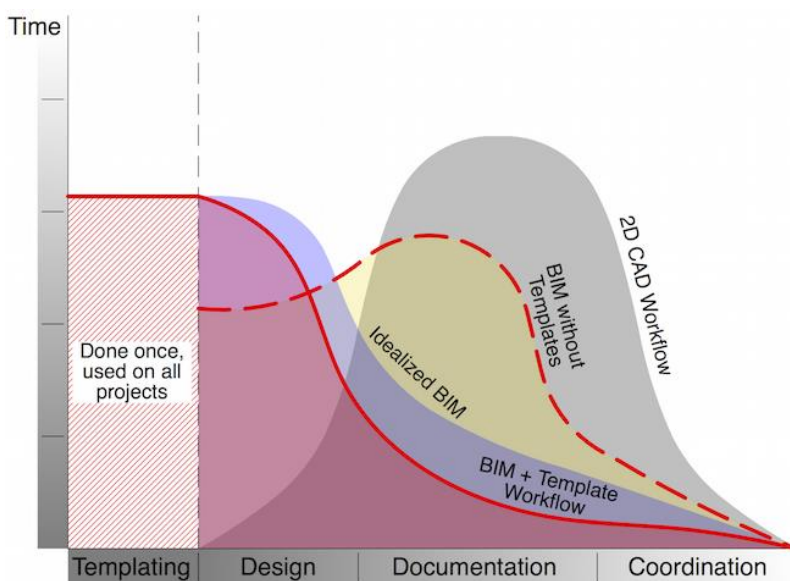 Time
Done once,
used on all
projects
Idealized BIM
BIM + Template
Workflow
BIM without
Templates
2D CAD Workflow
Templating
Design
Documentation
Coordination